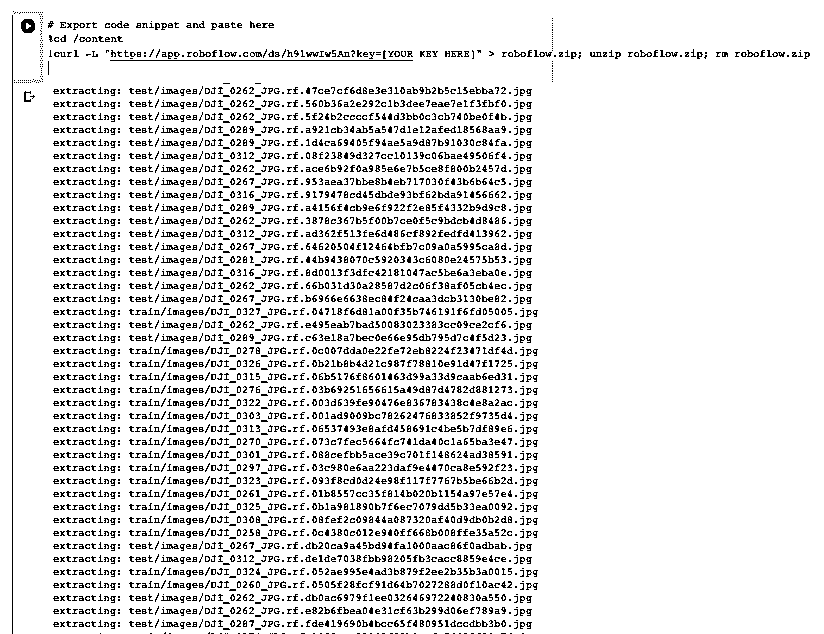 # Export code snippet and paste here
%cd /content
!curl -L "https://app.roboflow.com/ds/h9lwwIw5An?key=[YOUR KEY HERE]" > roboflow.zip; unzip roboflow.zip; rm roboflow.zip
extracting: test/images/DJI_0262_JPG.rf.47ce7cf6d8e3e310ab9b2b5c15ebba72.jpg
extracting: test/images/DJI_0262_JPG.rf.560b36a2e292c1b3dee7eae7e1f3fbf0.jpg
extracting: test/images/DJI_0262_JPG.rf.5f24b2ccccf544d3bb0c3cb740be0f4b.jpg
extracting: test/images/DJI_0289_JPG.rf.a921cb34ab5a547d1e12afed18568aa9.jpg
extracting: test/images/DJI_0289_JPG.rf.1d4ca69405f94ae5a9d87b91030c84fa.jpg
extracting: test/images/DJI_0312_JPG.rf.08f23849d327cc10139c06bae49506f4.jpg
extracting: test/images/DJI_0262_JPG.rf.ace6b92f0a985e6e7b5ce8f800b2457d.jpg
extracting: test/images/DJI_0267_JPG.rf.953aea37bbe8b4eb717030f43b6b64c5.jpg
extracting: test/images/DJI_0316_JPG.rf.9179478cd45dbde93bf62bda91456662.jpg
extracting: test/images/DJI_0289_JPG.rf.a4156f4cb9e6f922f2e85f4332b9d9c8.jpg
extracting: test/images/DJI_0262_JPG.rf.3878c367b5f00b7ce0f5c9bdcb4d8486.jpg
extracting: test/images/DJI_0312_JPG.rf.ad362f513fe6d486cf892fedfd413962.jpg
extracting: test/images/DJI_0267_JPG.rf.64620504f12464bfb7c09a0a5995ca8d.jpg
extracting: test/images/DJI_0281_JPG.rf.44b9438070c5920343c6080e24575b53.jpg
extracting: test/images/DJI_0316_JPG.rf.8d0013f3dfc42181047ac5be6a3eba0e.jpg
extracting: test/images/DJI_0262_JPG.rf.66b031d30a28587d2c06f38af05cb4ec.jpg
extracting: test/images/DJI_0267_JPG.rf.b6966e6638ec84f24caa3dcb3130be82.jpg
extracting: train/images/DJI_0327_JPG.rf.04718f6d81a00f35b746191f6fd05005.jpg
extracting: test/images/DJI_0262_JPG.rf.e495eab7bad50083023383cc09ce2cf6.jpg
extracting: test/images/DJI_0289_JPG.rf.c63e18a7bec0e66e95db795d7c4f5d23.jpg
extracting: train/images/DJI_0278_JPG.rf.0c007dda0e22fe72eb8224f23471df4d.jpg
extracting: train/images/DJI_0326_JPG.rf.0b21b8b4d21c987f78810e91d47f1725.jpg
extracting: train/images/DJI_0315_JPG.rf.06b5176f8601463d99a33d9caab6ed31.jpg
extracting: train/images/DJI_0276_JPG.rf.03b69251656615a49d87d4782d881273.jpg
extracting: train/images/DJI_0322_JPG.rf.003d639fe90476e836783438c4e8a2ac.jpg
extracting: train/images/DJI_0303_JPG.rf.001ad9009bc78262476833852f9735d4.jpg
extracting: train/images/DJI_0313_JPG.rf.06537493e8afd458691c4be5b7df89e6.jpg
extracting: train/images/DJI_0270_JPG.rf.073c7fec5664fc741da40c1a65ba3e47.jpg
extracting: train/images/DJI_0301_JPG.rf.088cefbb5ace39c701f148624ad38591.jpg
extracting: train/images/DJI_0297_JPG.rf.03c980e6aa223daf9e4470ca8e592f23.jpg
extracting: train/images/DJI_0323_JPG.rf.093f8cd0d24e98f117f7767b5be66b2d.jpg
extracting: train/images/DJI_0261_JPG.rf.01b8557cc35f814b020b1154a97e57e4.jpg
extracting: train/images/DJI_0325_JPG.rf.0b1a981890b7f6ec7079dd5b33ea0092.jpg
extracting: train/images/DJI_0308_JPG.rf.08fef2c09844a087320af40d9db0b2d8.jpg
extracting: train/images/DJI_0258_JPG.rf.0c4380c012e940ff668b008ffe35a52c.jpg
extracting: test/images/DJI_0267_JPG.rf.db20ca9a45bd94fa1000aac86f0adbab.jpg
extracting: test/images/DJI_0312_JPG.rf.de1de7038fbb98205fb3cacc8859e4ce.jpg
extracting: train/images/DJI_0324_JPG.rf.052ae995e4ad3b879f2ee2b35b3a0015.jpg
extracting: train/images/DJI_0260_JPG.rf.0505f28fcf91d64b7027288d0f10ac42.jpg
extracting: test/images/DJI_0262_JPG.rf.db0ac6979f1ee032646972240830a550.jpg
extracting: test/images/DJI_0262_JPG.rf.e82b6fbea04e31cf63b299d06ef789a9.jpg
extracting: test/images/DJI_0287_JPG.rf.fde419690b4bcc65f480951dccdbb3b0.jpg